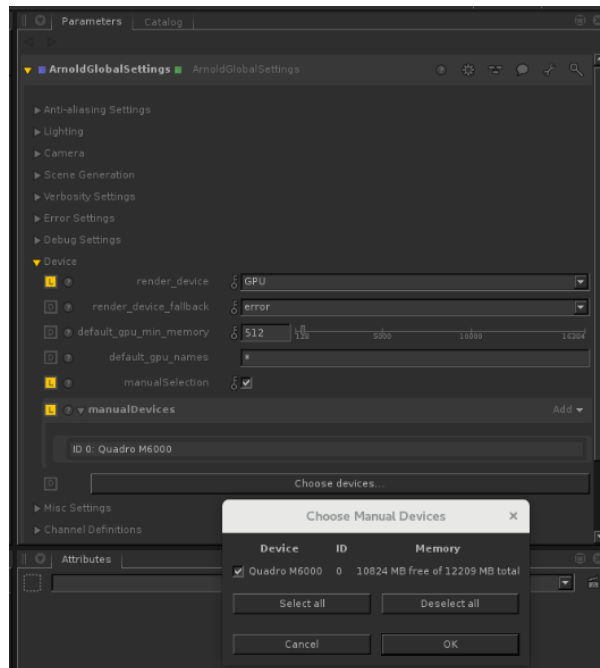 Parameters Catalog
ArnoldGlobalSettings ArnoldGlobalSettings
Anti-aliasing Settings
Lighting
Camera
Scene Generation
Verbosity Settings
Error Settings
Debug Settings
Device
L render_device GPU
D render_device_fallback error
D default_gpu_min_memory 512 128 5000 10000 16384
D default_gpu_names *
L manualSelection
L manualDevices Add
ID 0: Quadro M6000
D Choose devices...
Misc Settings
Channel Definitions
Choose Manual Devices
Device ID Memory
Quadro M6000 0 10824 MB free of 12209 MB total
Select all Deselect all
Cancel OK
Attributes